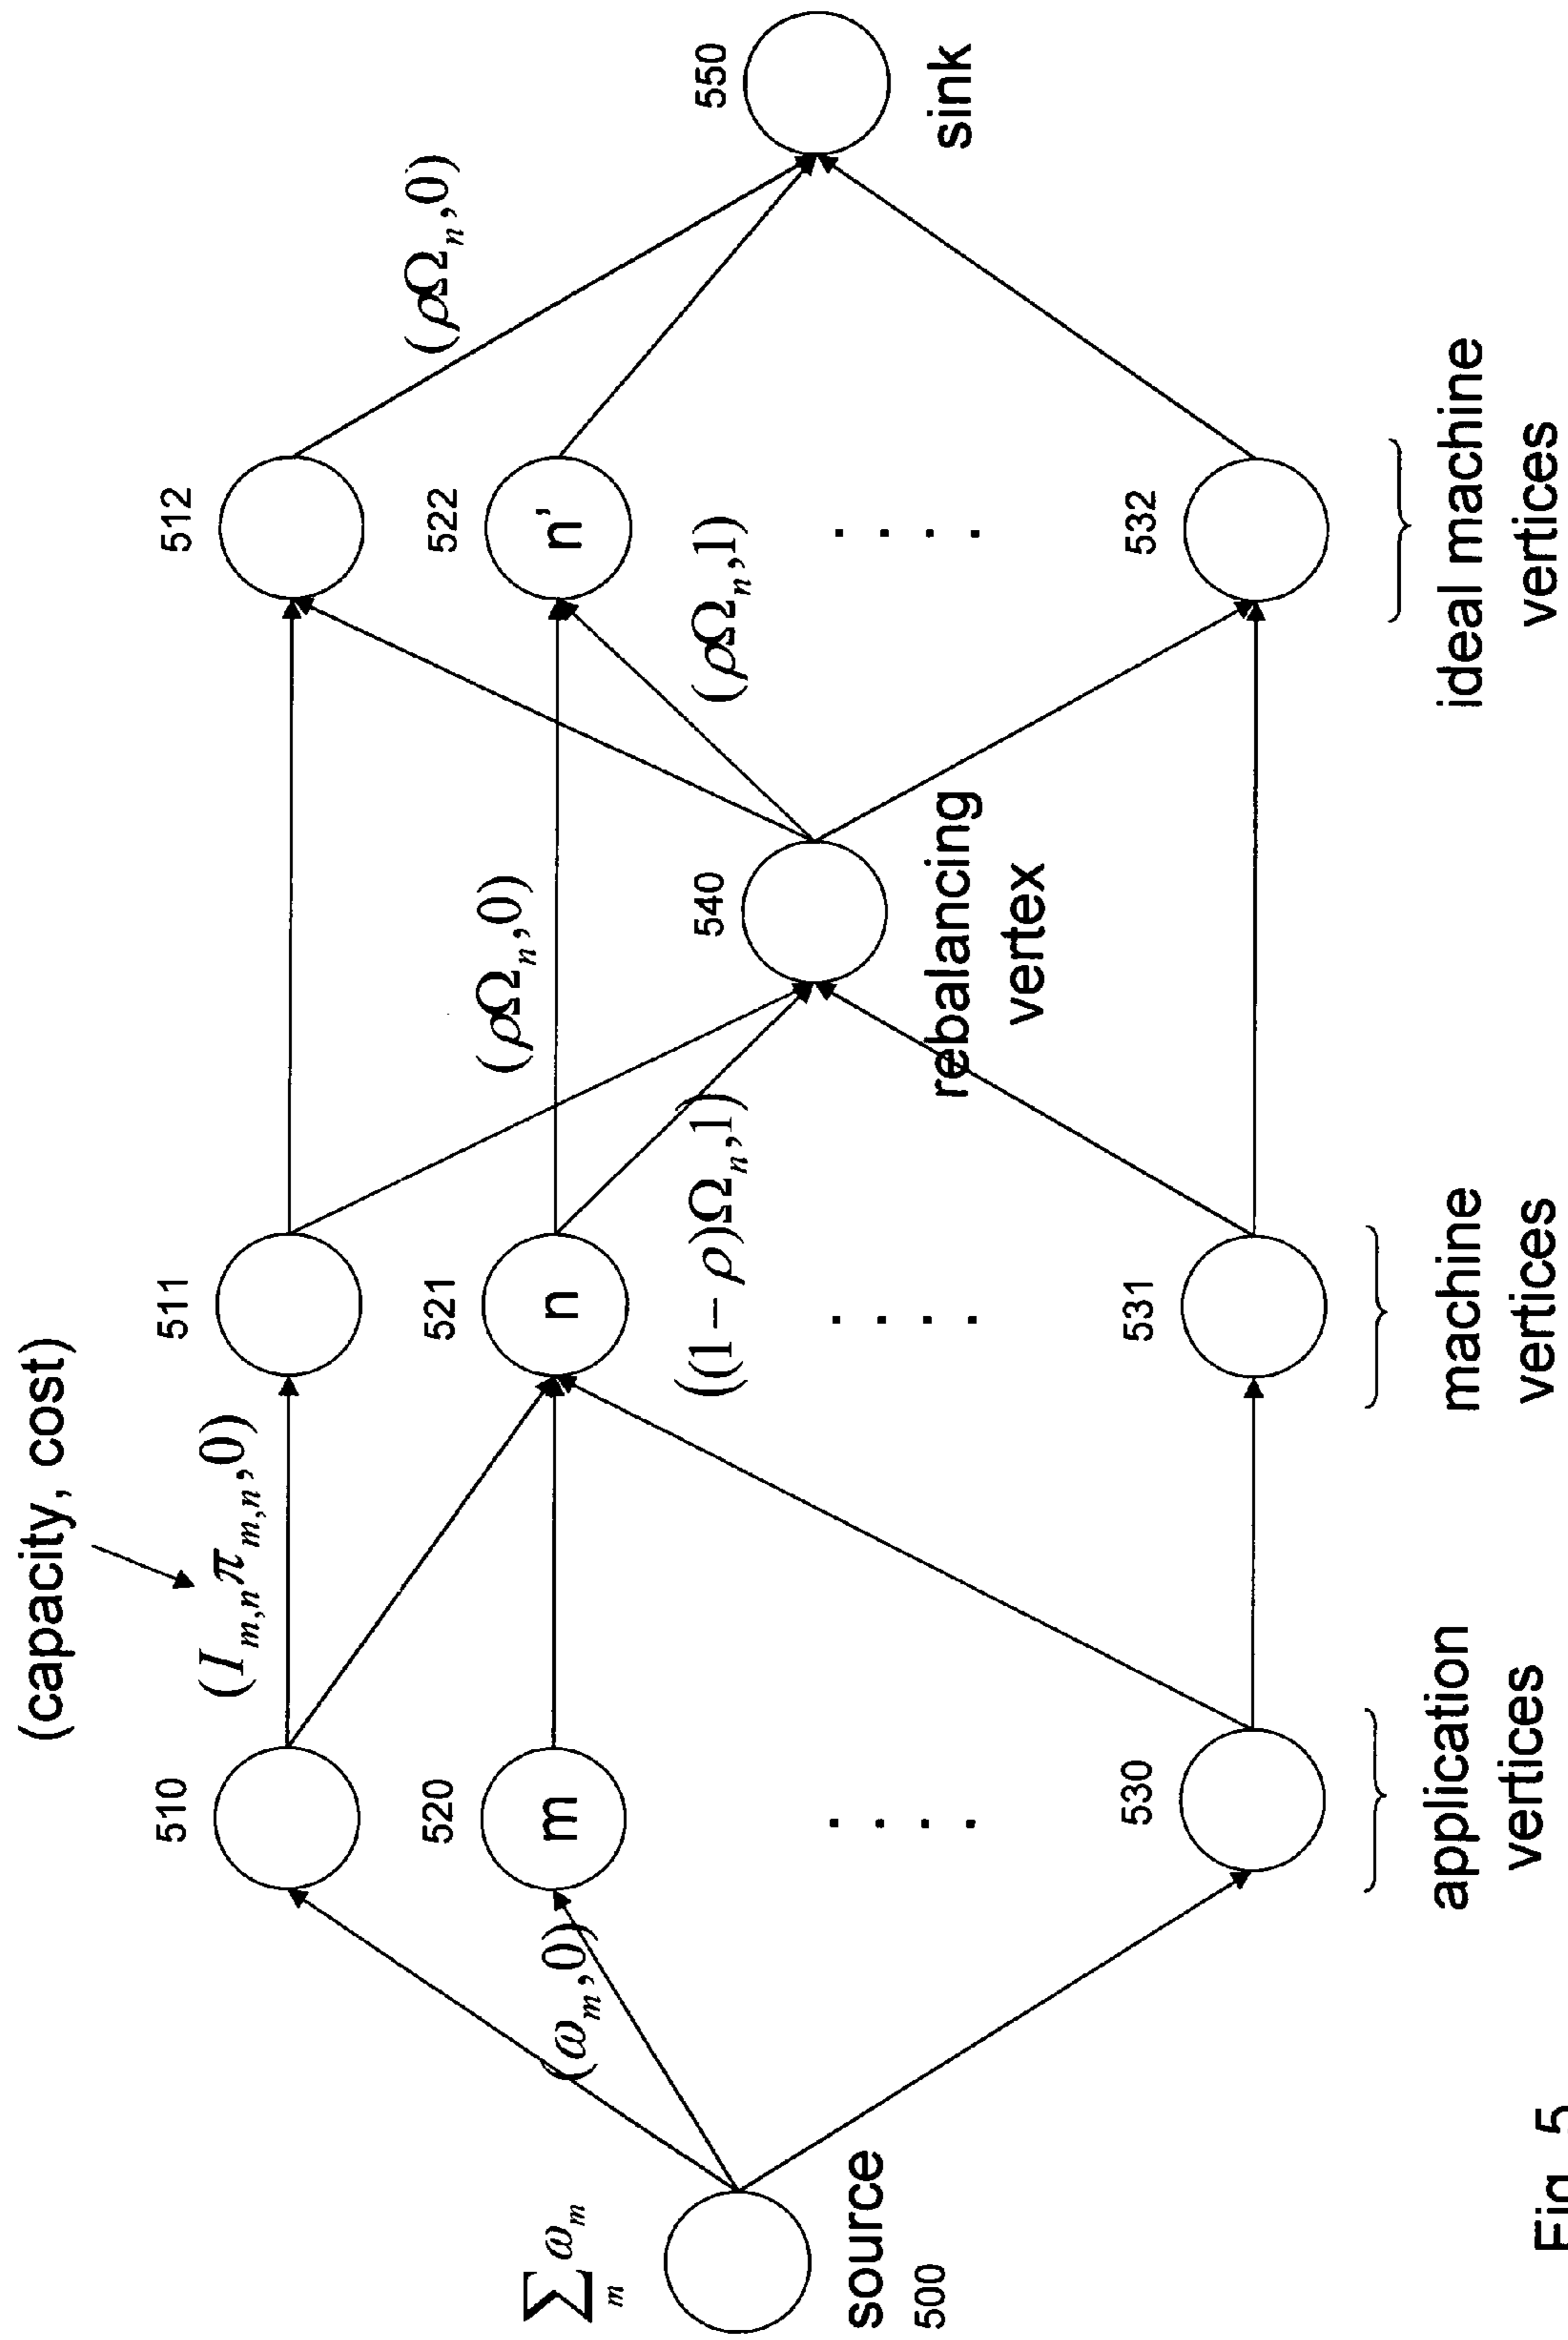 (capacity, cost)
(I_{m,n}π_{m,n},0)
510
511
512
(ρΩ_n,0)
520
m
521
n
(ρΩ_n,0)
522
n'
(ω_m,0)
((1−ρ)Ω_n,1)
(ρΩ_n,1)
∑_m ω_m
source
500
540
rebalancing
vertex
550
sink
. . . .
. . . .
. . . .
530
531
532
application
vertices
machine
vertices
ideal machine
vertices
Fig. 5